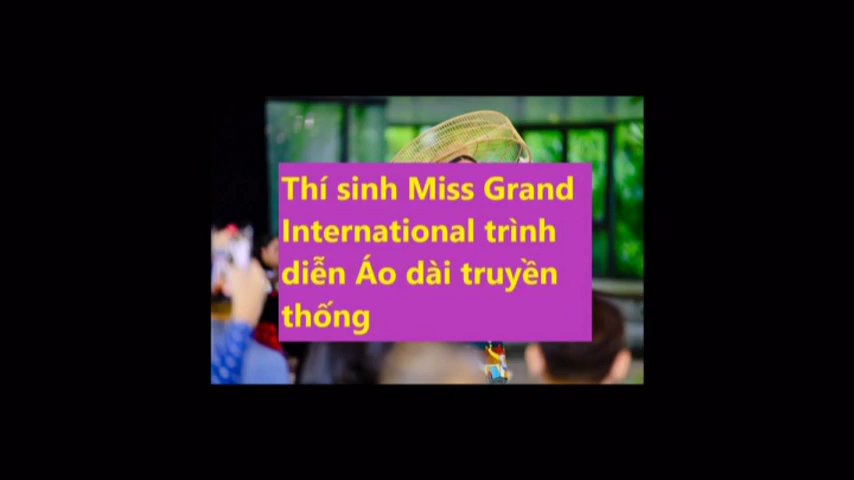 Thí sinh Miss Grand
International trình
diễn Áo dài truyền
thống